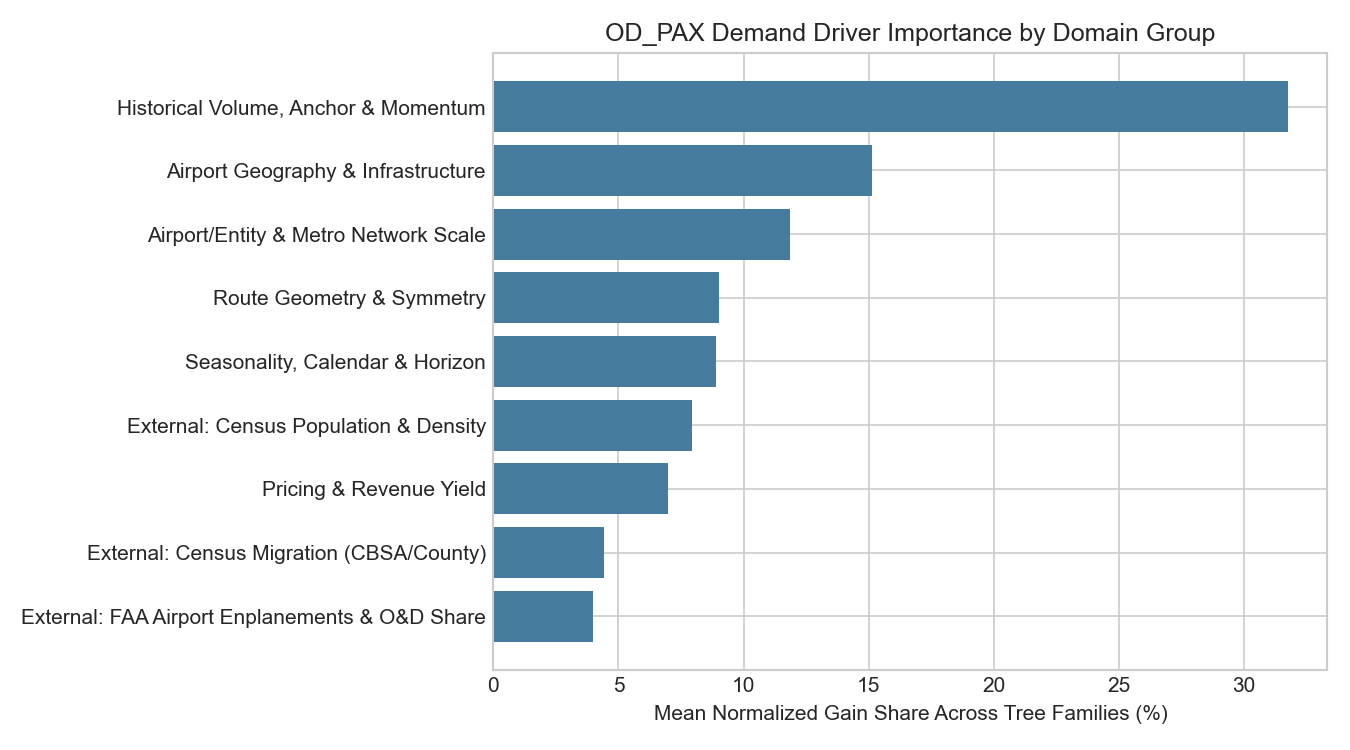 OD_PAX Demand Driver Importance by Domain Group
Historical Volume, Anchor & Momentum
Airport Geography & Infrastructure
Airport/Entity & Metro Network Scale
Route Geometry & Symmetry
Seasonality, Calendar & Horizon
External: Census Population & Density
Pricing & Revenue Yield
External: Census Migration (CBSA/County)
External: FAA Airport Enplanements & O&D Share
0 5 10 15 20 25 30
Mean Normalized Gain Share Across Tree Families (%)